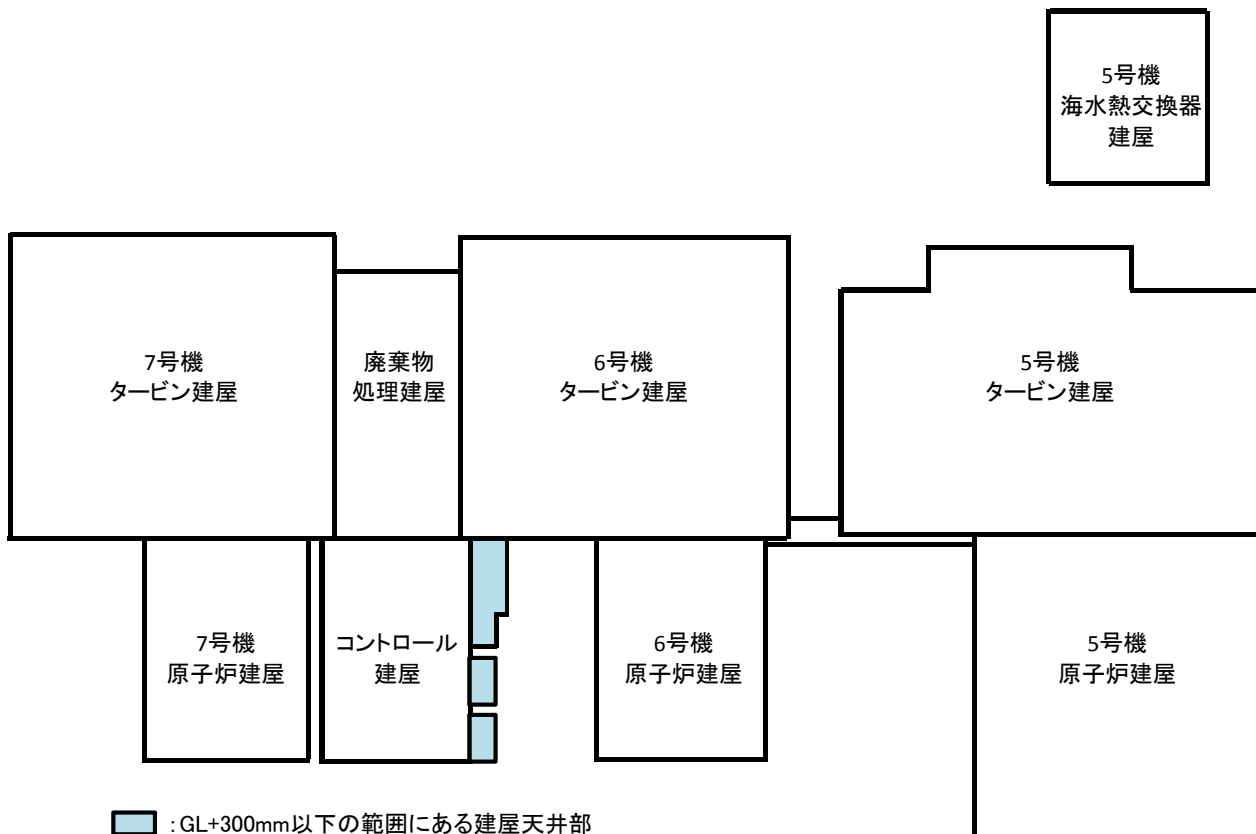 5号機
海水熱交換器
建屋
7号機
タービン建屋
廃棄物
処理建屋
6号機
タービン建屋
5号機
タービン建屋
7号機
原子炉建屋
コントロール
建屋
6号機
原子炉建屋
5号機
原子炉建屋
：GL+300mm以下の範囲にある建屋天井部